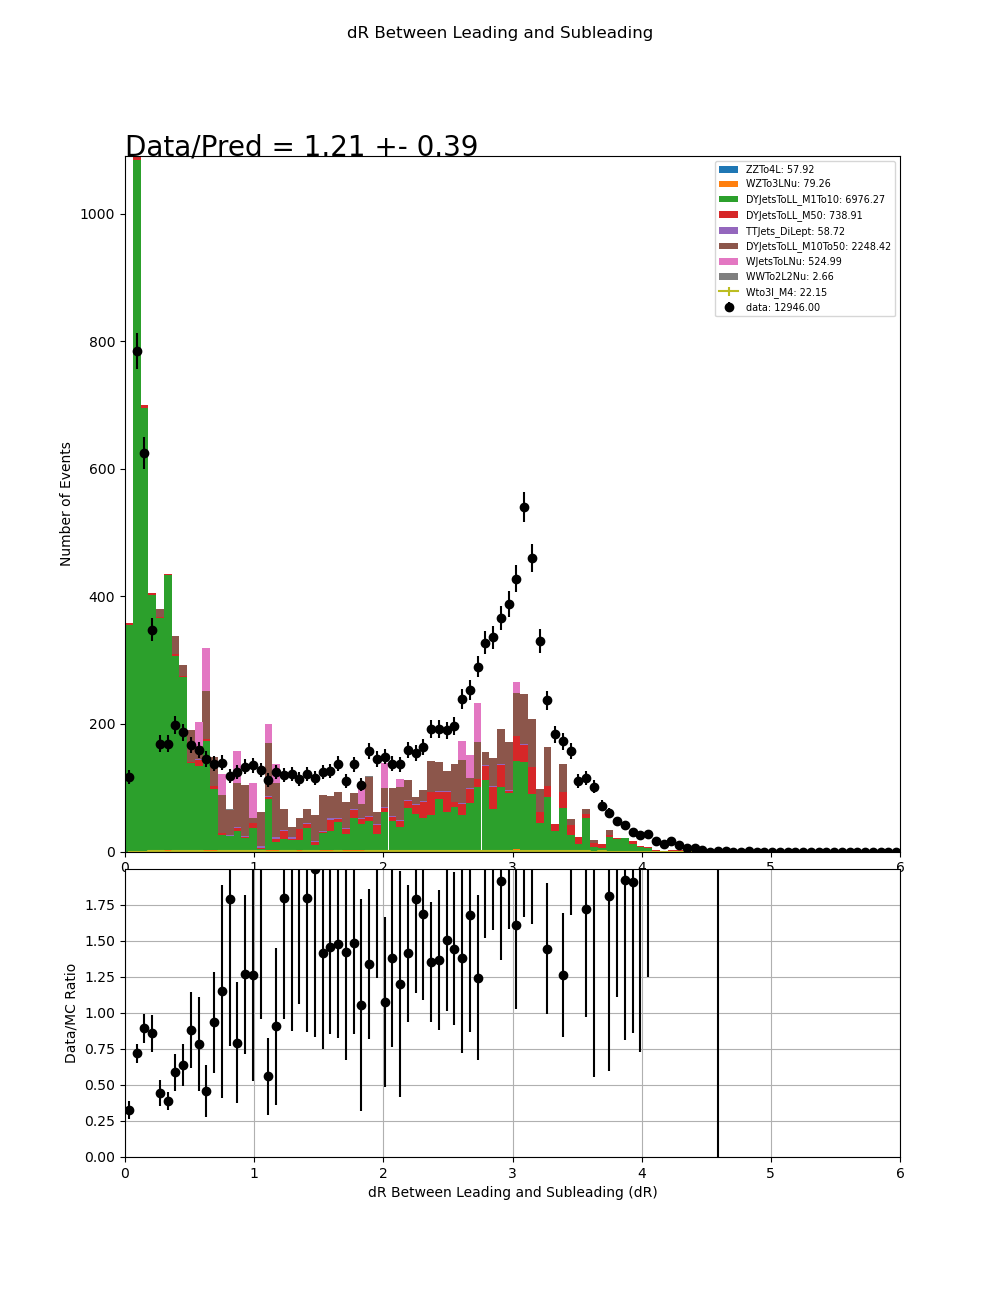 dR Between Leading and Subleading
Data/Pred = 1.21 +- 0.39
ZZTo4L: 57.92
WZTo3LNu: 79.26
DYJetsToLL_M1To10: 6976.27
DYJetsToLL_M50: 738.91
TTJets_DiLept: 58.72
DYJetsToLL_M10To50: 2248.42
WJetsToLNu: 524.99
WWTo2L2Nu: 2.66
Wto3l_M4: 22.15
data: 12946.00
Number of Events
1000
800
600
400
200
0
0 1 2 3 4 5 6
Data/MC Ratio
1.75
1.50
1.25
1.00
0.75
0.50
0.25
0.00
0 1 2 3 4 5 6
dR Between Leading and Subleading (dR)